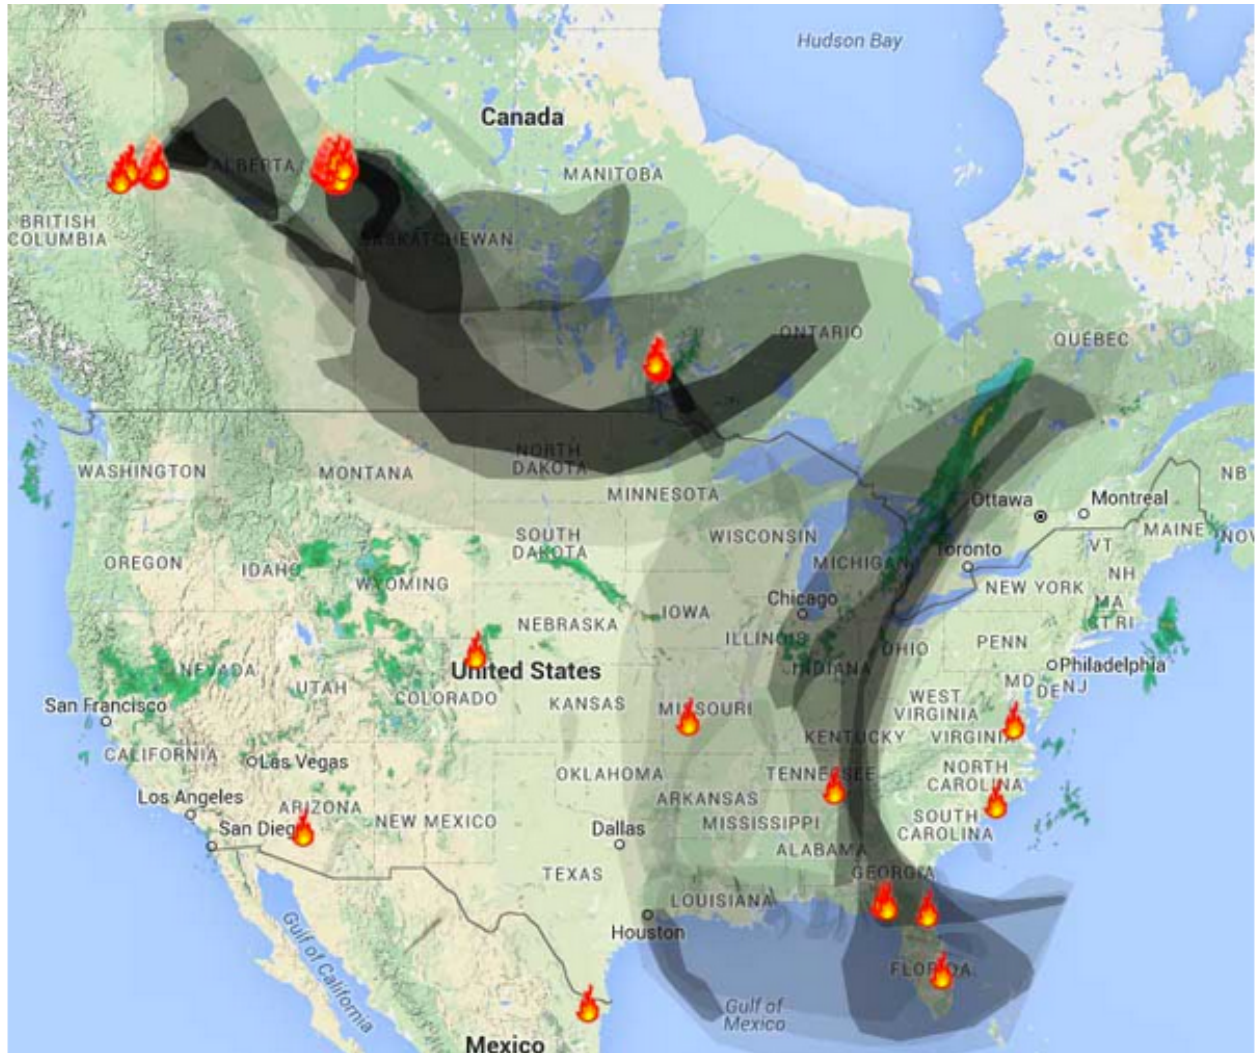 Hudson Bay
Canada
ALBERTA
MANITOBA
BRITISH
COLUMBIA
SASKATCHEWAN
ONTARIO
QUÉBEC
WASHINGTON
MONTANA
NORTH
DAKOTA
MINNESOTA
Ottawa
Montreal
NB
MAINE
NOV
OREGON
IDAHO
SOUTH
DAKOTA
WISCONSIN
MICHIGAN
Toronto
VT
NH
WYOMING
NEW YORK
MA
CT RI
NEBRASKA
IOWA
Chicago
ILLINOIS
INDIANA
OHIO
PENN
Philadelphia
NEVADA
UTAH
COLORADO
United States
KANSAS
MISSOURI
MD
DE
NJ
WEST
VIRGINIA
VIRGINIA
San Francisco
CALIFORNIA
Las Vegas
KENTUCKY
OKLAHOMA
TENNESSEE
NORTH
CAROLINA
Los Angeles
ARIZONA
NEW MEXICO
ARKANSAS
MISSISSIPPI
SOUTH
CAROLINA
San Diego
Dallas
ALABAMA
TEXAS
GEORGIA
LOUISIANA
Houston
Gulf of California
FLORIDA
Gulf of
Mexico
Mexico